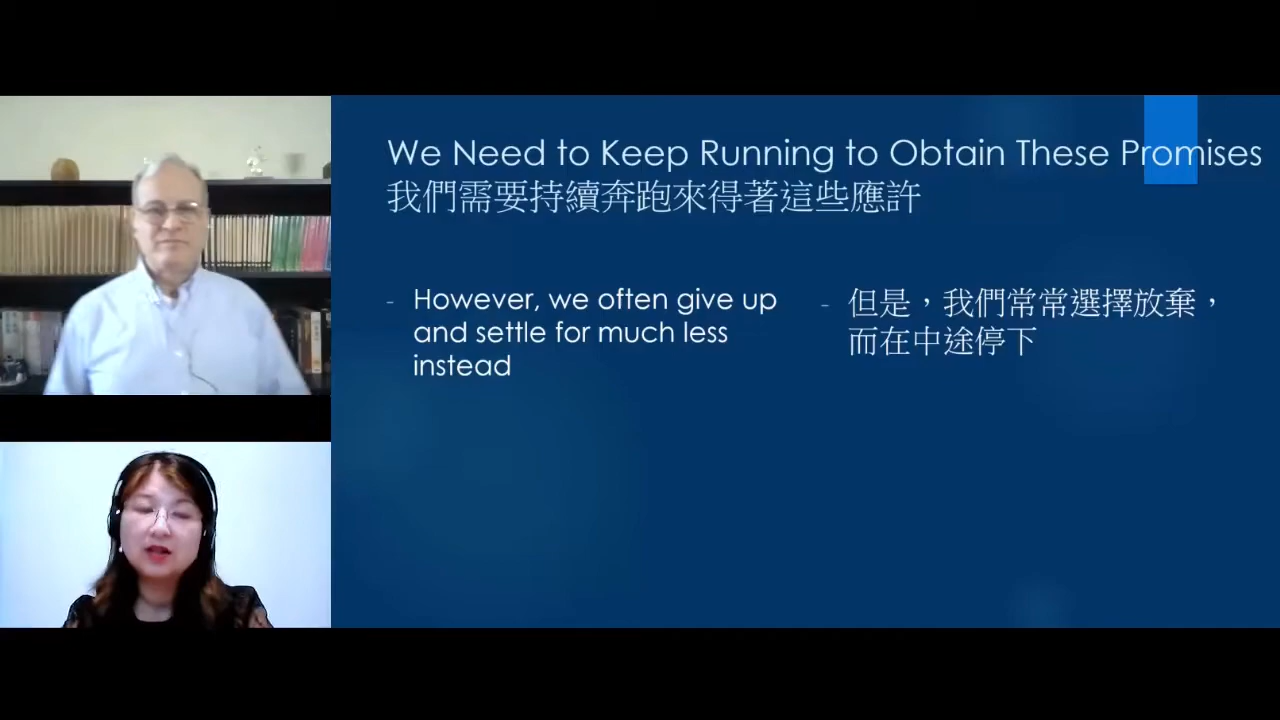 We Need to Keep Running to Obtain These Promises
我們需要持續奔跑來得著這些應許
- However, we often give up
and settle for much less
instead
- 但是，我們常常選擇放棄，
而在中途停下